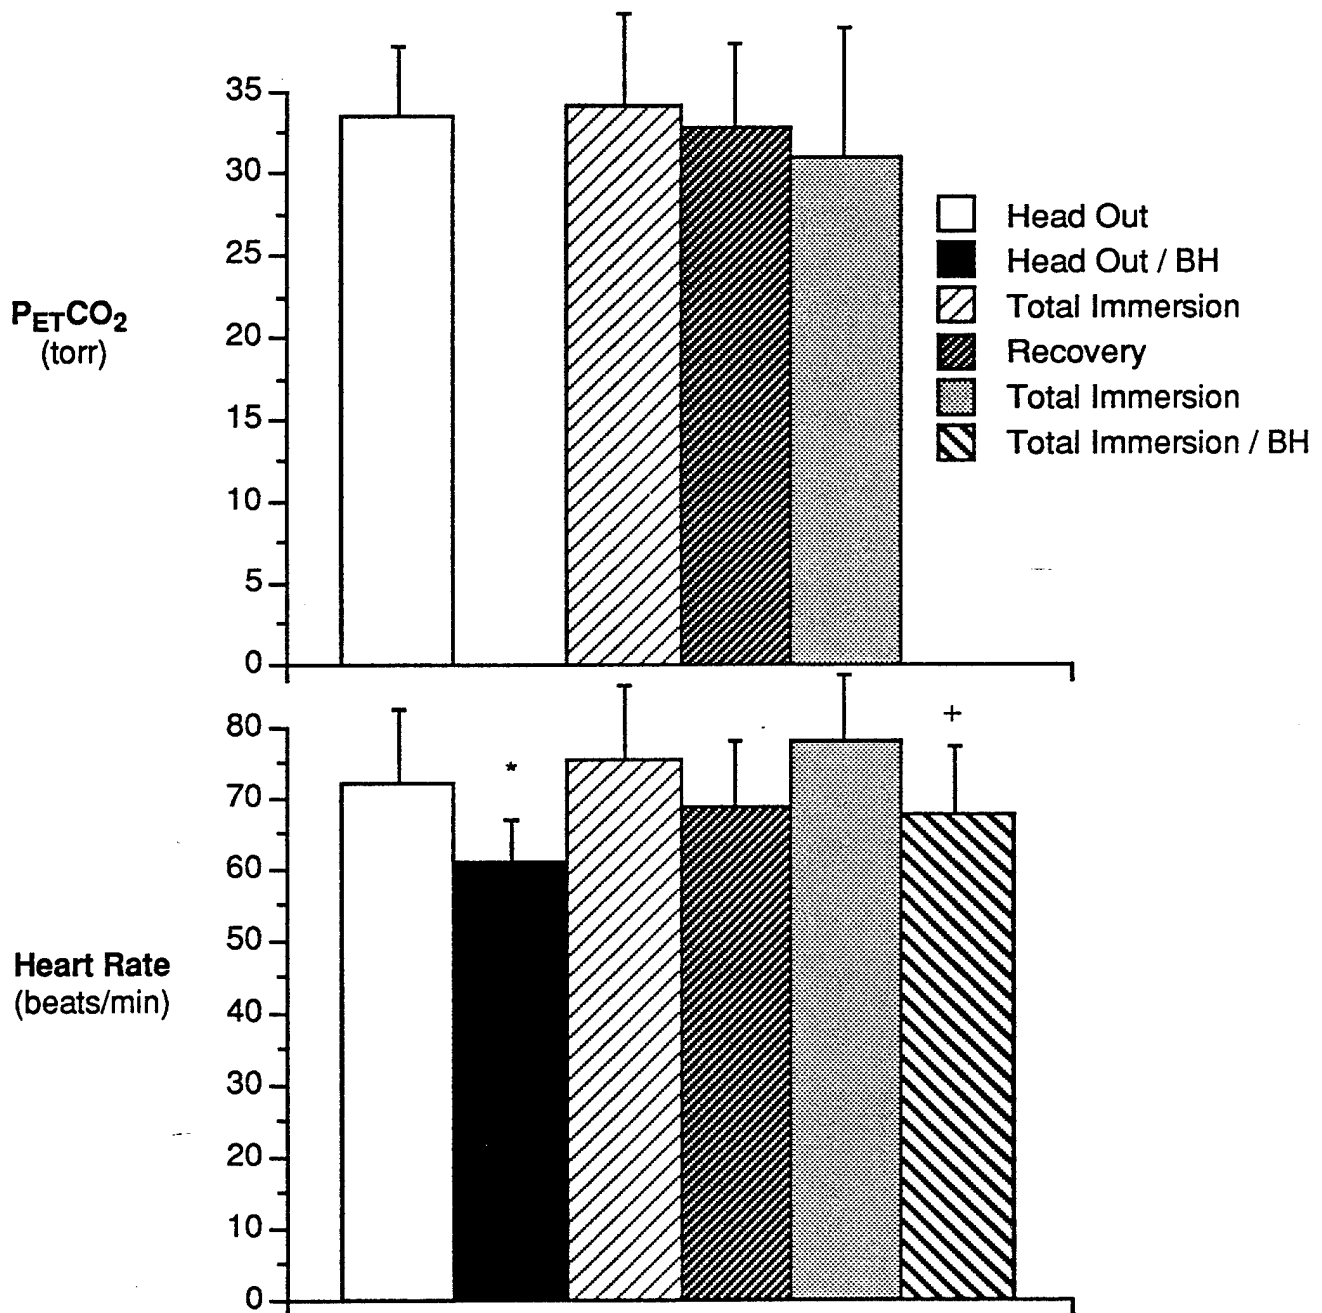 35
30
25
20
15
10
5
0
P_ETCO_2
(torr)
Head Out
Head Out / BH
Total Immersion
Recovery
Total Immersion
Total Immersion / BH
80
70
60
50
40
30
20
10
0
*
+
Heart Rate
(beats/min)